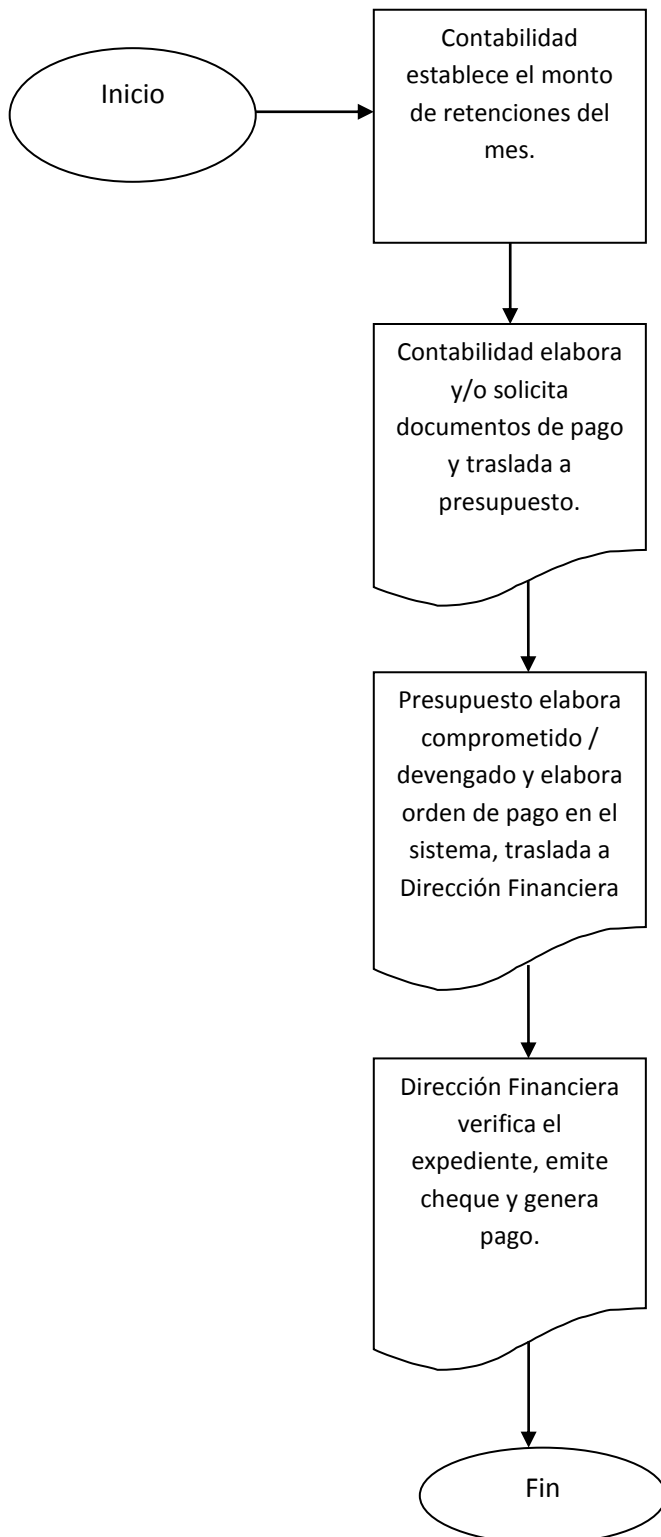 Inicio
Contabilidad
establece el monto
de retenciones del
mes.
Contabilidad elabora
y/o solicita
documentos de pago
y traslada a
presupuesto.
Presupuesto elabora
comprometido /
devengado y elabora
orden de pago en el
sistema, traslada a
Dirección Financiera
Dirección Financiera
verifica el
expediente, emite
cheque y genera
pago.
Fin